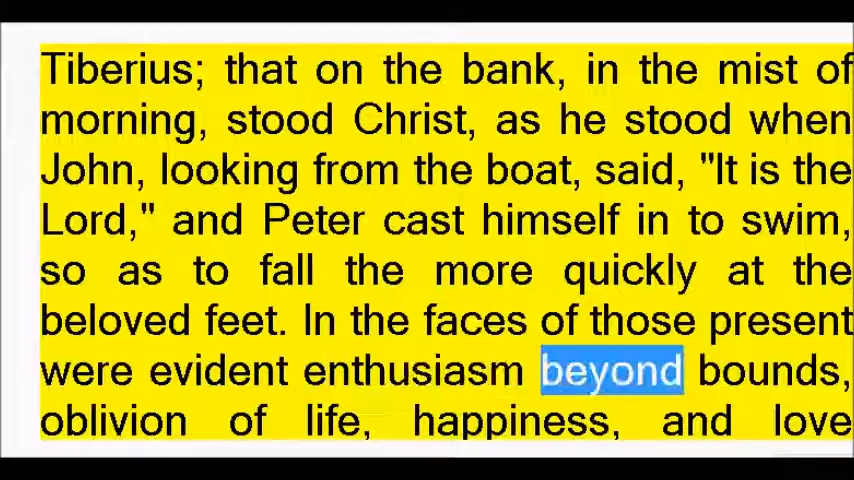 Tiberius; that on the bank, in the mist of
morning, stood Christ, as he stood when
John, looking from the boat, said, "It is the
Lord," and Peter cast himself in to swim,
so as to fall the more quickly at the
beloved feet. In the faces of those present
were evident enthusiasm beyond bounds,
oblivion of life, happiness, and love